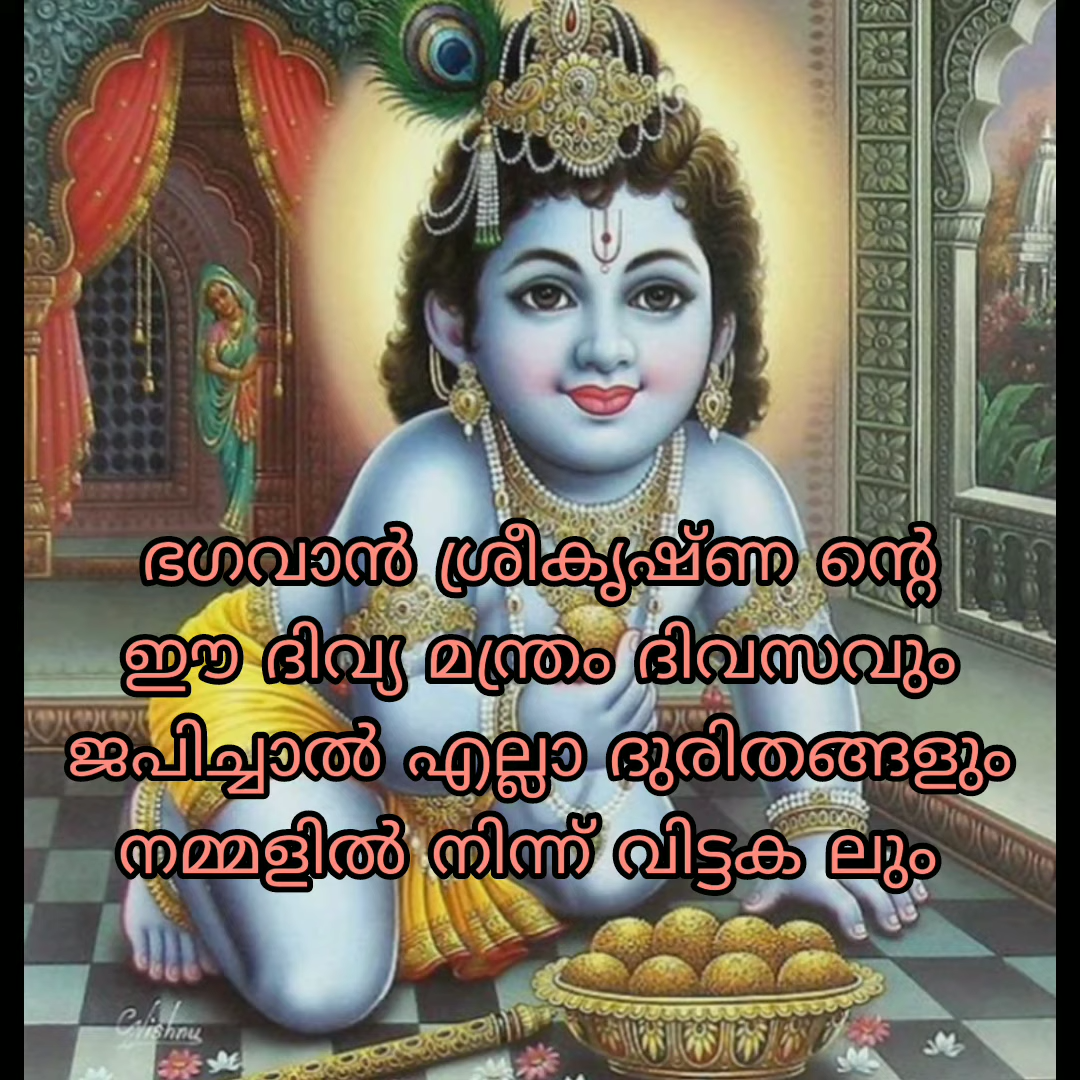 ഭഗവാൻ ശ്രീകൃഷ്ണ ന്റെ
ഈ ദിവ്യ മന്ത്രം ദിവസവും
ജപിച്ചാൽ എല്ലാ ദുരിതങ്ങളും
നമ്മളിൽ നിന്ന് വിട്ടക ലും